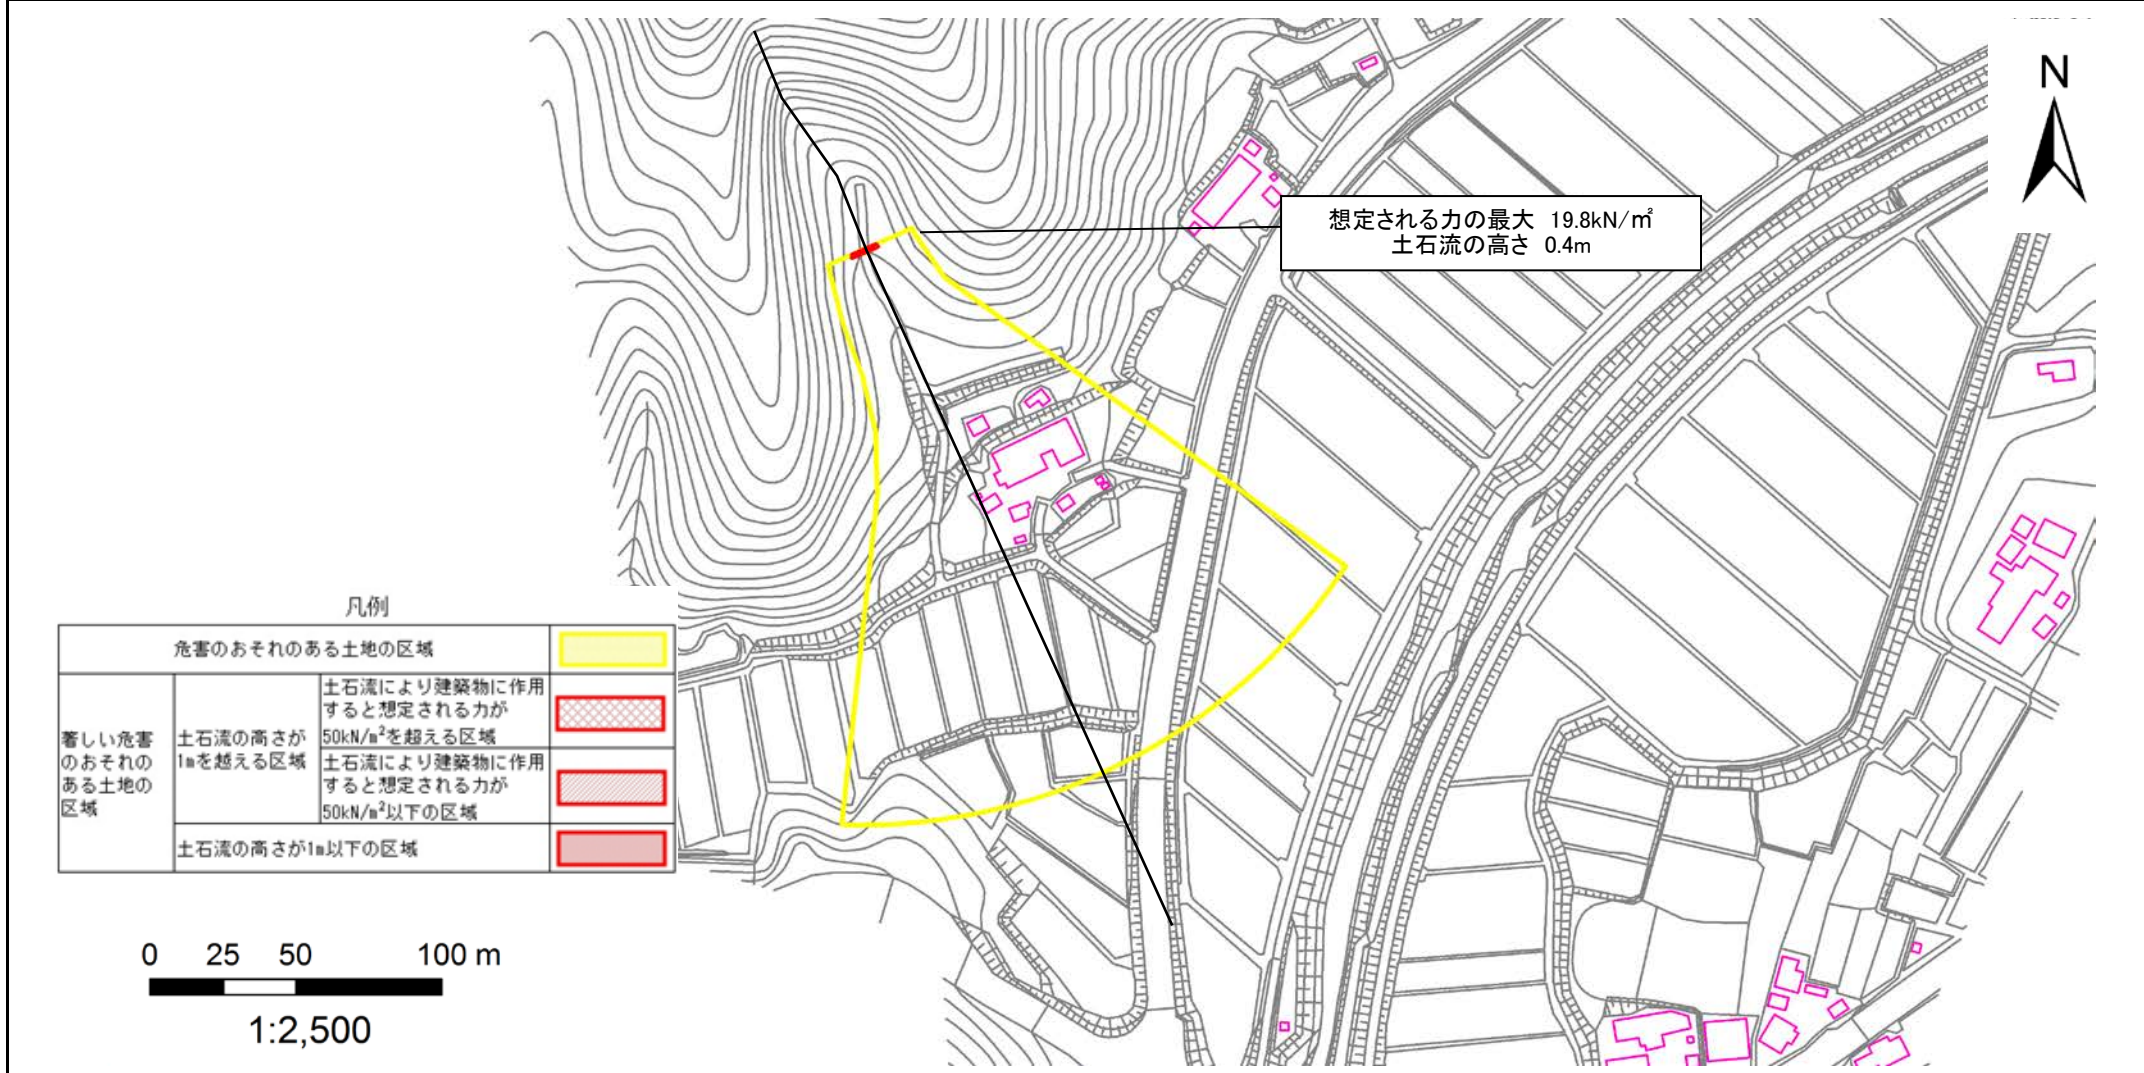 N
想定される力の最大 19.8kN/㎡
土石流の高さ 0.4m
凡例
危害のおそれのある土地の区域
著しい危害
のおそれの
ある土地の
区域
土石流の高さが
1mを越える区域
土石流により建築物に作用
すると想定される力が
50kN/m²を超える区域
土石流により建築物に作用
すると想定される力が
50kN/m²以下の区域
土石流の高さが1m以下の区域
0 25 50 100 m
1:2,500